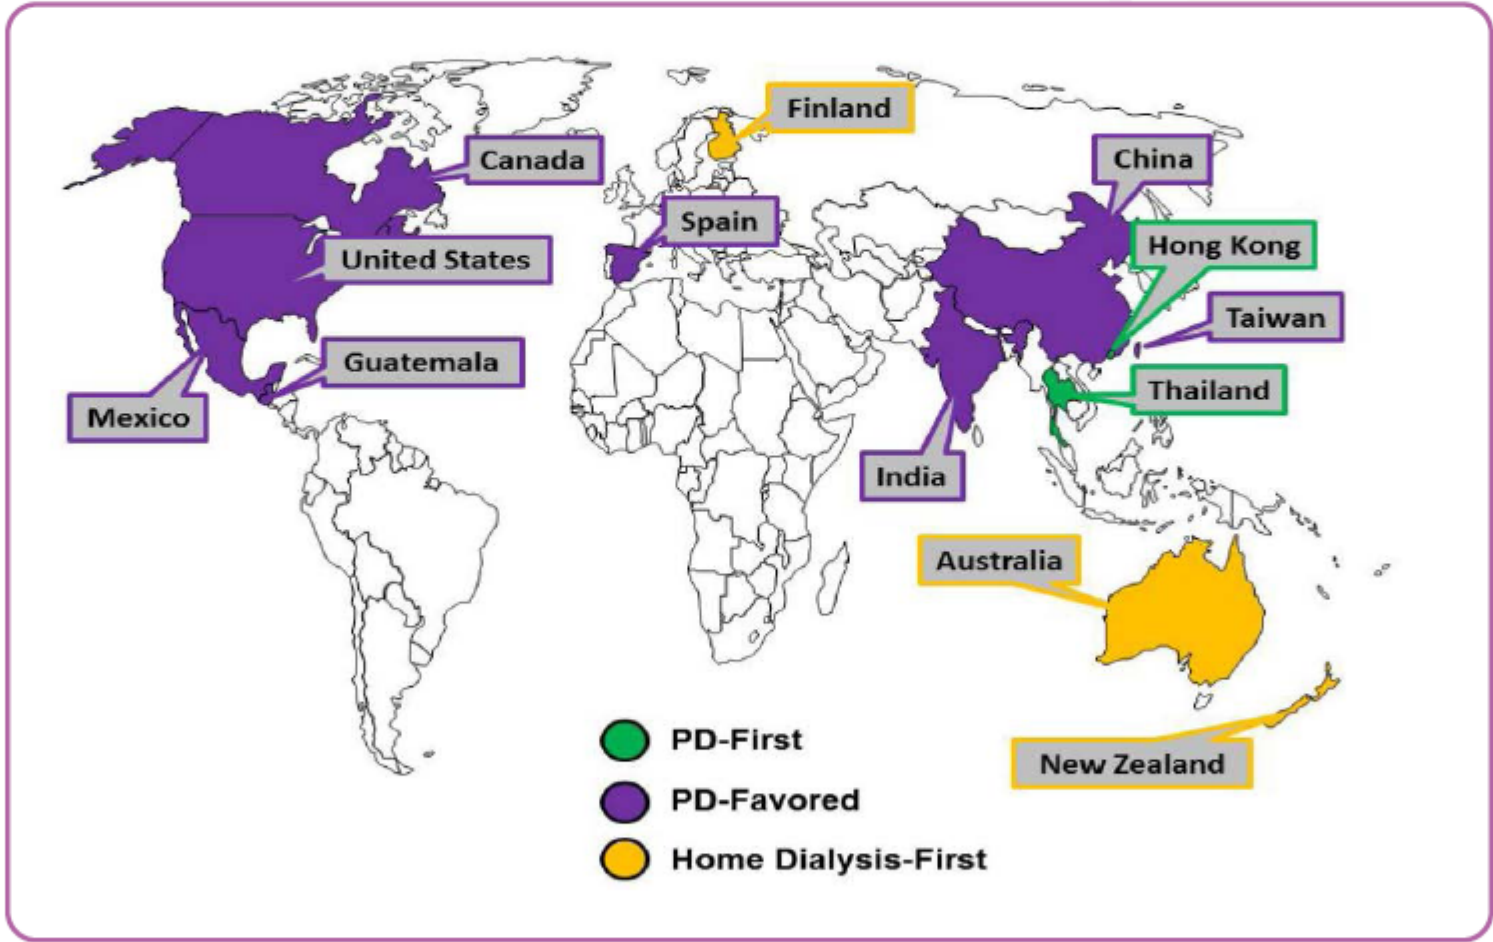 Finland
Canada
China
Spain
Hong Kong
United States
Taiwan
Guatemala
Thailand
Mexico
India
Australia
New Zealand
PD-First
PD-Favored
Home Dialysis-First